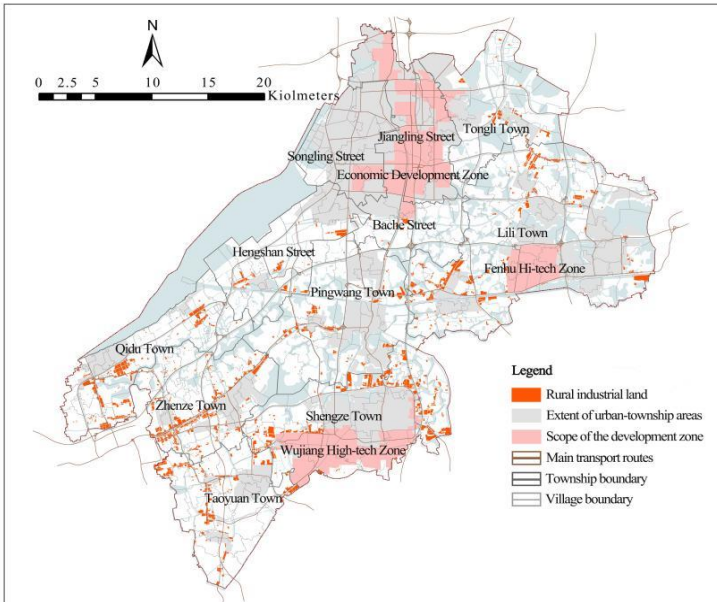 N
0 2.5 5 10 15 20
Kiolmeters
Jiangling Street
Tongli Town
Songling Street
Economic Development Zone
Bache Street
Lili Town
Hengshan Street
Fenhu Hi-tech Zone
Pingwang Town
Qidu Town
Zhenze Town
Shengze Town
Wujiang High-tech Zone
Taoyuan Town
Legend
Rural industrial land
Extent of urban-township areas
Scope of the development zone
Main transport routes
Township boundary
Village boundary